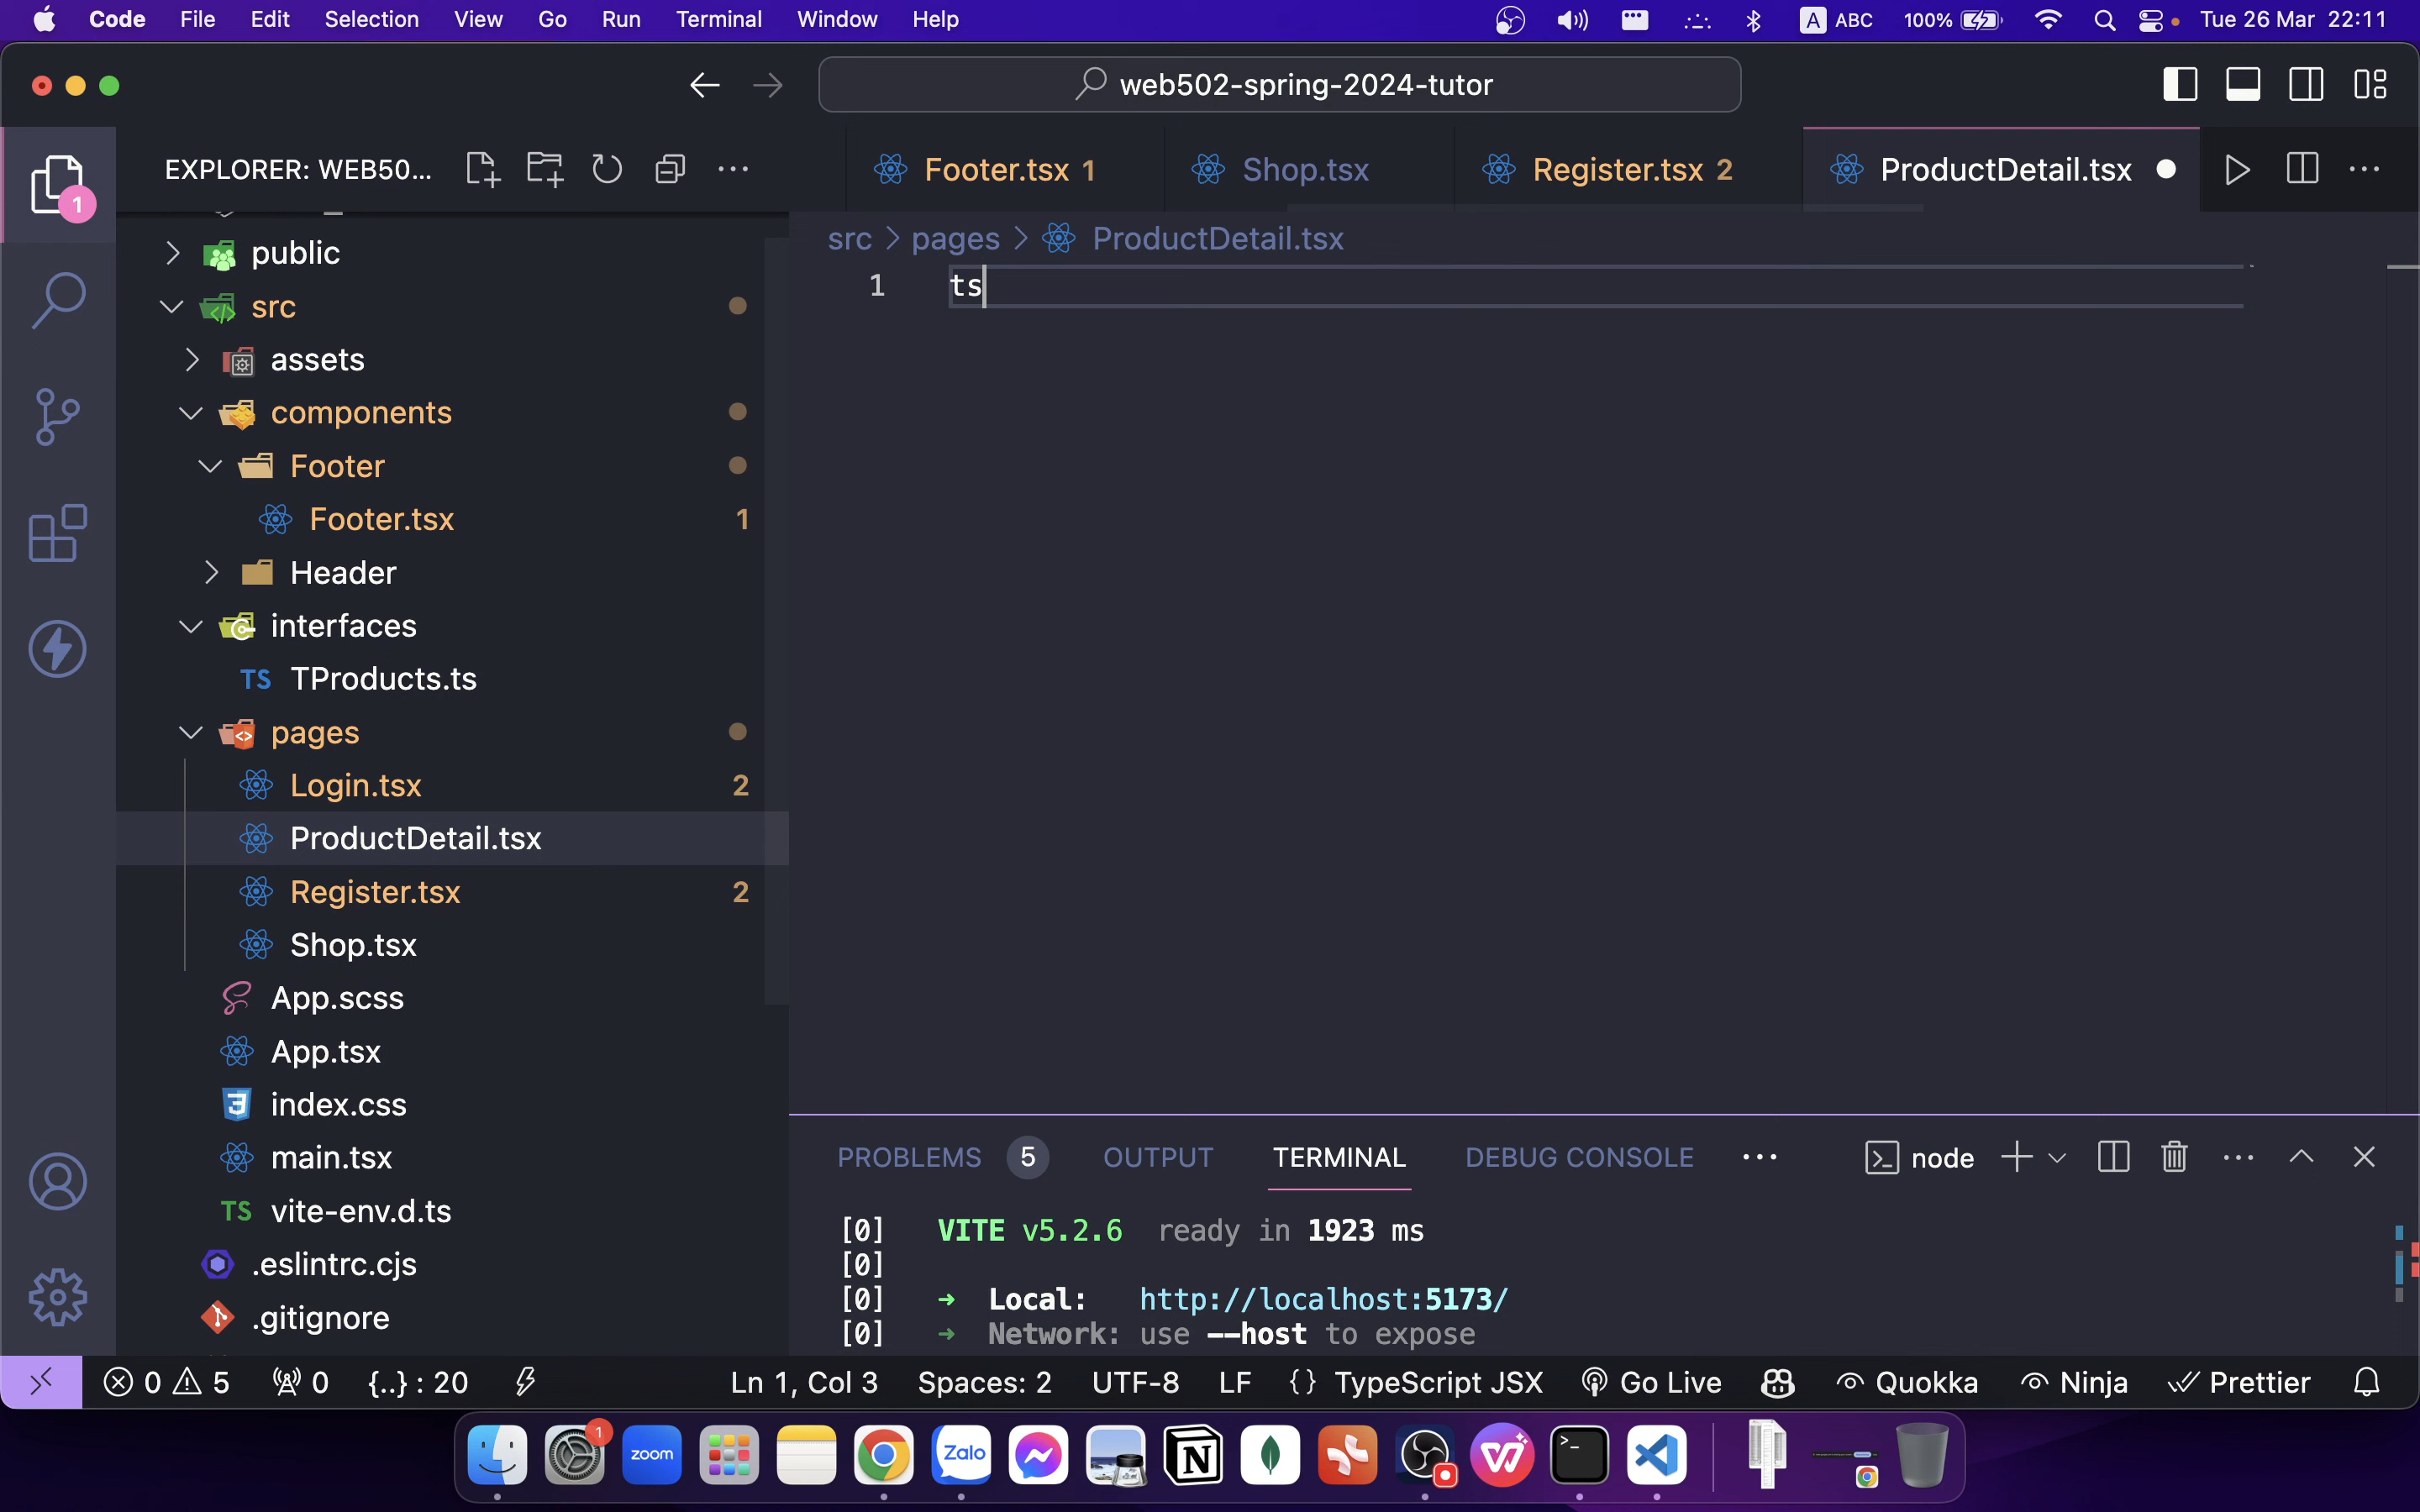 Code File Edit Selection View Go Run Terminal Window Help A ABC 100% Tue 26 Mar 22:11
web502-spring-2024-tutor
EXPLORER: WEB50...
Footer.tsx 1 Shop.tsx Register.tsx 2 ProductDetail.tsx
src > pages > ProductDetail.tsx
1 ts
1
public
src
assets
components
Footer
Footer.tsx 1
Header
interfaces
TS TProducts.ts
pages
Login.tsx 2
ProductDetail.tsx
Register.tsx 2
Shop.tsx
App.scss
App.tsx
index.css
main.tsx
TS vite-env.d.ts
.eslintrc.cjs
.gitignore
PROBLEMS 5 OUTPUT TERMINAL DEBUG CONSOLE ... node
[0] VITE v5.2.6 ready in 1923 ms
[0]
[0] ➜ Local: http://localhost:5173/
[0] ➜ Network: use --host to expose
0 5 0 {..} : 20 Ln 1, Col 3 Spaces: 2 UTF-8 LF {} TypeScript JSX Go Live Quokka Ninja Prettier
1
zoom
Zalo